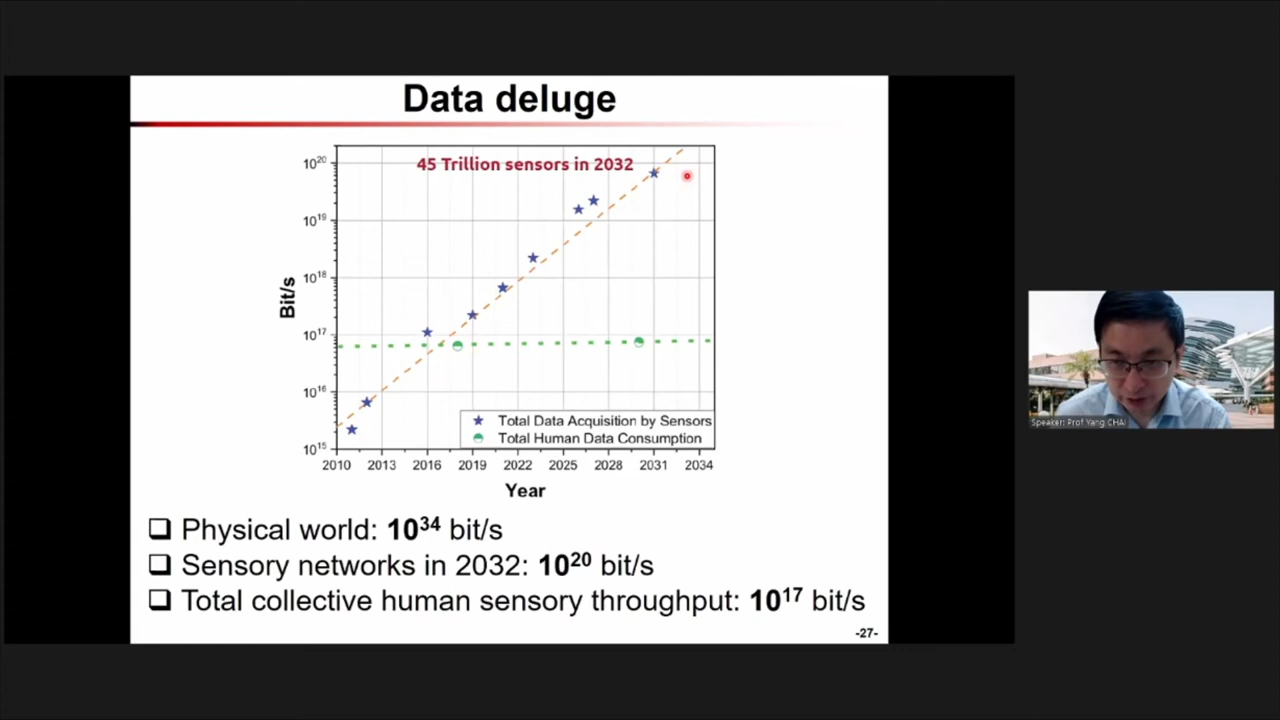 Data deluge
45 Trillion sensors in 2032
10²⁰
10¹⁹
10¹⁸
10¹⁷
10¹⁶
10¹⁵
Bit/s
Total Data Acquisition by Sensors
Total Human Data Consumption
2010 2013 2016 2019 2022 2025 2028 2031 2034
Year
❑ Physical world: 10³⁴ bit/s
❑ Sensory networks in 2032: 10²⁰ bit/s
❑ Total collective human sensory throughput: 10¹⁷ bit/s
-27-
Speaker: Prof Yang CHAI